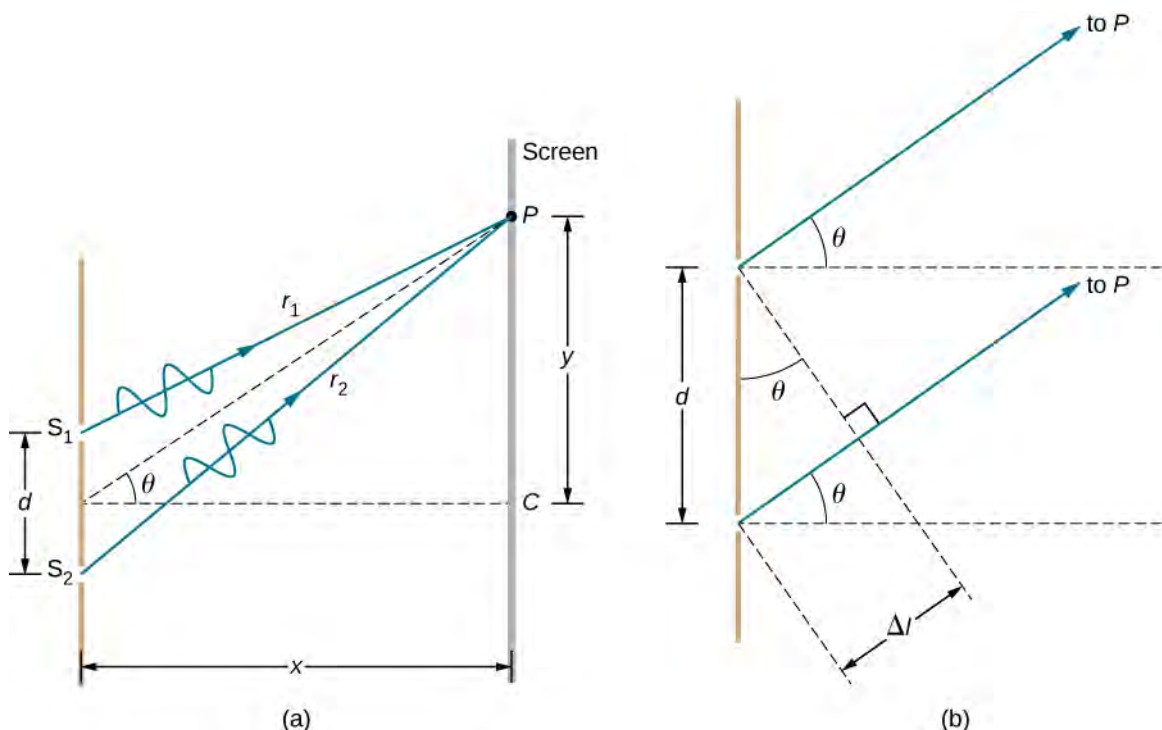 Screen
P
r1
y
r2
S1
θ
d
C
S2
x
(a)
to P
θ
to P
d
θ
θ
Δl
(b)